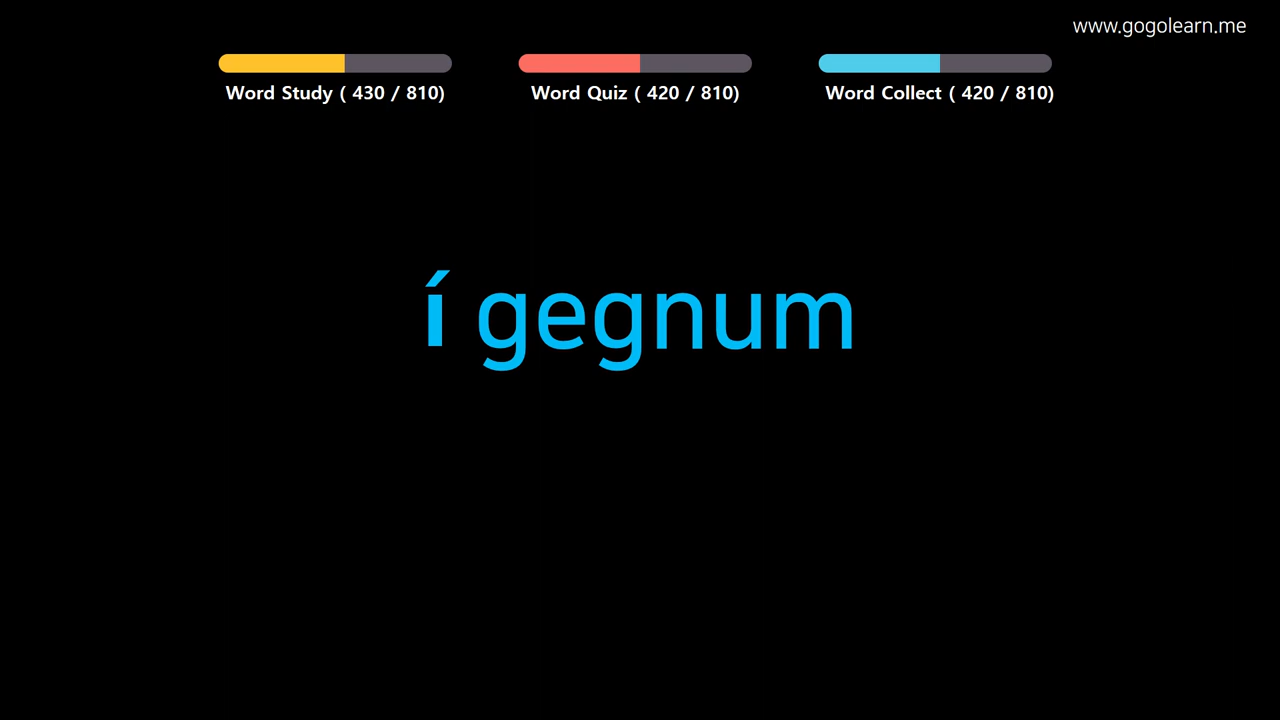 www.gogolearn.me
Word Study ( 430 / 810)
Word Quiz ( 420 / 810)
Word Collect ( 420 / 810)
í gegnum